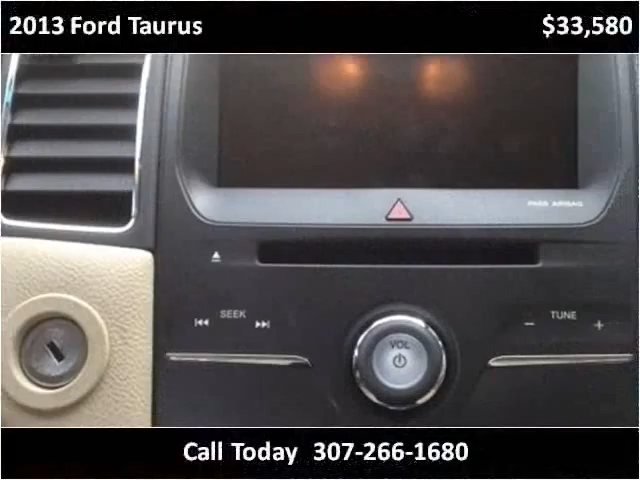 2013 Ford Taurus $33,580
PASS AIRBAG
SEEK
TUNE
VOL
Call Today 307-266-1680